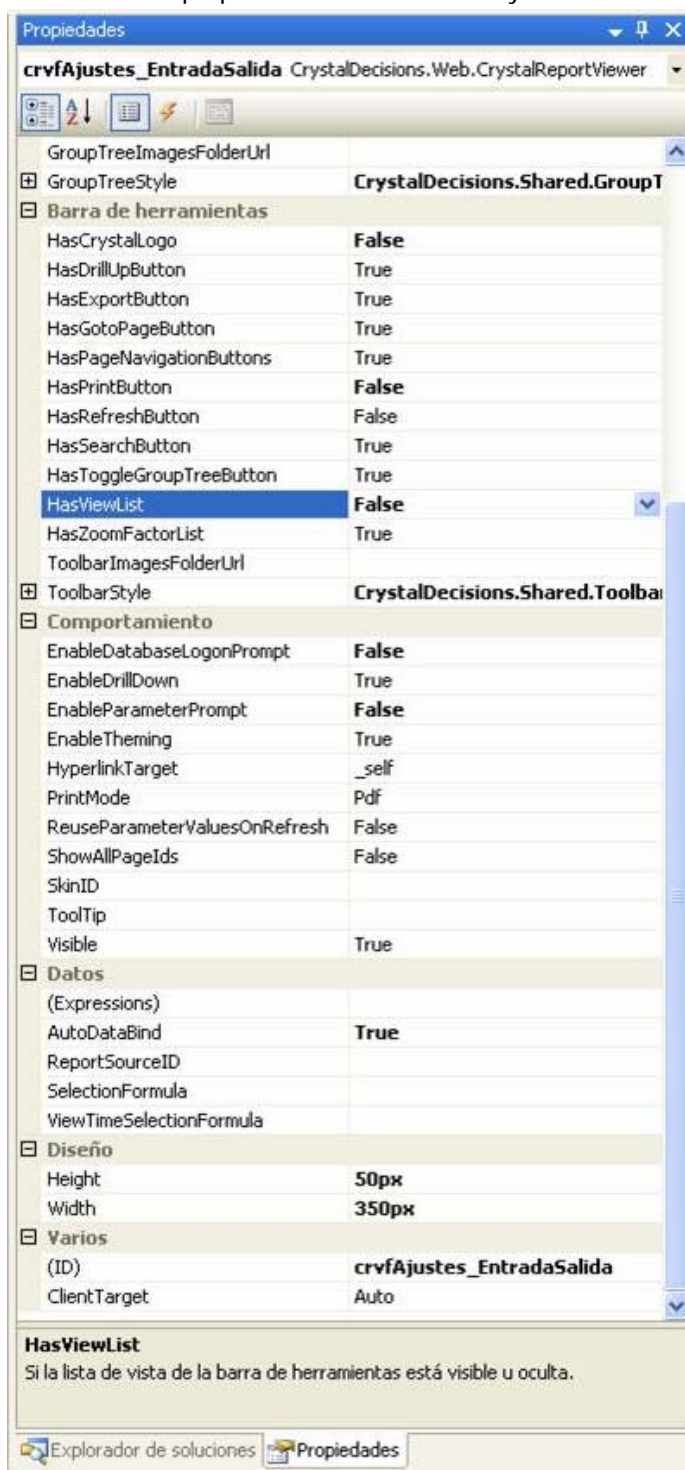 Propiedades
crvfAjustes_EntradaSalida CrystalDecisions.Web.CrystalReportViewer
GroupTreeImagesFolderUrl
GroupTreeStyle CrystalDecisions.Shared.GroupT
Barra de herramientas
HasCrystalLogo False
HasDrillUpButton True
HasExportButton True
HasGotoPageButton True
HasPageNavigationButtons True
HasPrintButton False
HasRefreshButton False
HasSearchButton True
HasToggleGroupTreeButton True
HasViewList False
HasZoomFactorList True
ToolbarImagesFolderUrl
ToolbarStyle CrystalDecisions.Shared.Toolbar
Comportamiento
EnableDatabaseLogonPrompt False
EnableDrillDown True
EnableParameterPrompt False
EnableTheming True
HyperlinkTarget _self
PrintMode Pdf
ReuseParameterValuesOnRefresh False
ShowAllPageIds False
SkinID
ToolTip
Visible True
Datos
(Expressions)
AutoDataBind True
ReportSourceID
SelectionFormula
ViewTimeSelectionFormula
Diseño
Height 50px
Width 350px
Varios
(ID) crvfAjustes_EntradaSalida
ClientTarget Auto
HasViewList
Si la lista de vista de la barra de herramientas está visible u oculta.
Explorador de soluciones Propiedades